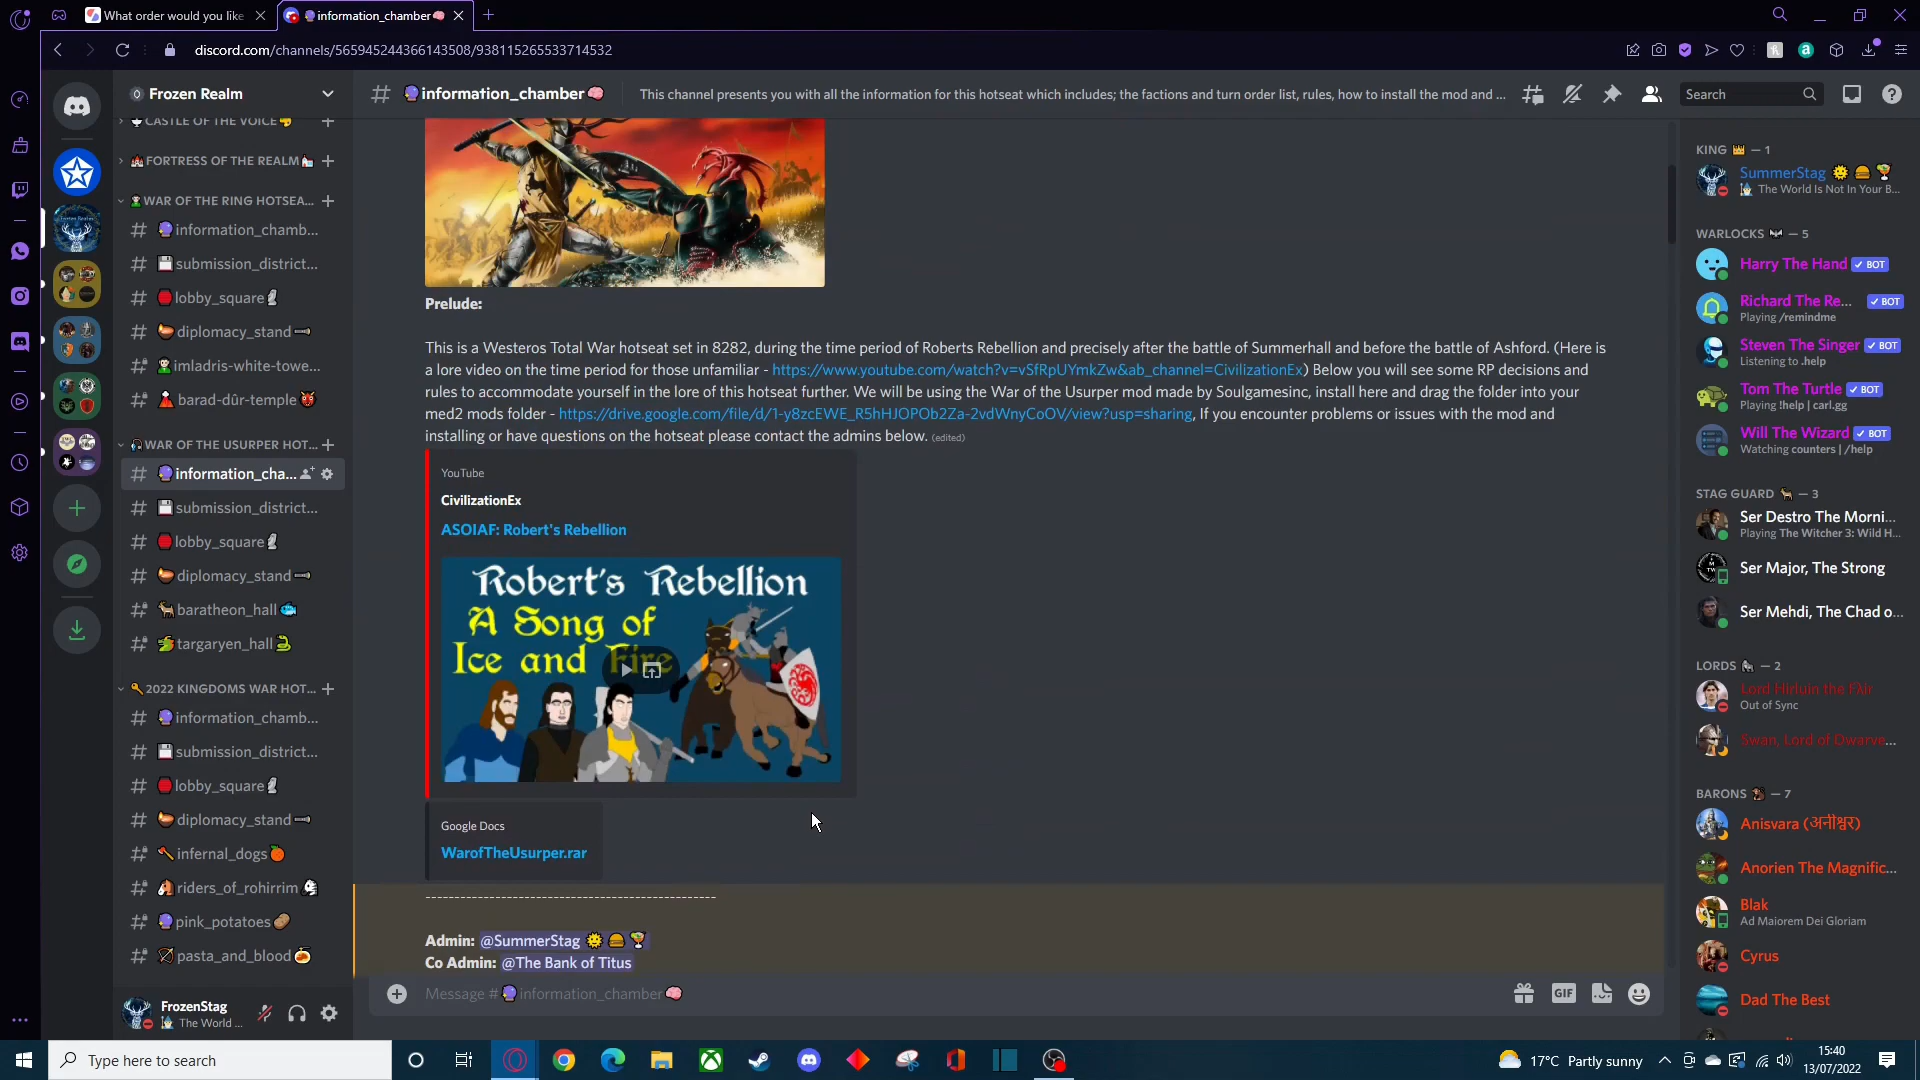 What order would you like
information_chamber
discord.com/channels/565945244366143508/938115265533714532
Frozen Realm
CASTLE OF THE VOICE
FORTRESS OF THE REALM
WAR OF THE RING HOTSEA...
information_chamb...
submission_district...
lobby_square
diplomacy_stand
imladris-white-towe...
barad-dûr-temple
WAR OF THE USURPER HOT...
information_cha...
submission_district...
lobby_square
diplomacy_stand
baratheon_hall
targaryen_hall
2022 KINGDOMS WAR HOT...
information_chamb...
submission_district...
lobby_square
diplomacy_stand
infernal_dogs
riders_of_rohirrim
pink_potatoes
pasta_and_blood
FrozenStag
The World ...
information_chamber
This channel presents you with all the information for this hotseat which includes; the factions and turn order list, rules, how to install the mod and ...
Search
Prelude:
This is a Westeros Total War hotseat set in 8282, during the time period of Roberts Rebellion and precisely after the battle of Summerhall and before the battle of Ashford. (Here is
a lore video on the time period for those unfamiliar - https://www.youtube.com/watch?v=vSfRpUYmkZw&ab_channel=CivilizationEx) Below you will see some RP decisions and
rules to accommodate yourself in the lore of this hotseat further. We will be using the War of the Usurper mod made by Soulgamesinc, install here and drag the folder into your
med2 mods folder - https://drive.google.com/file/d/1-y8zcEWE_R5hHJOPOb2Za-2vdWnyCoOV/view?usp=sharing, If you encounter problems or issues with the mod and
installing or have questions on the hotseat please contact the admins below. (edited)
YouTube
CivilizationEx
ASOIAF: Robert's Rebellion
Robert's Rebellion
A Song of
Ice and Fire
Google Docs
WarofTheUsurper.rar
--------------------------------------------------
Admin: @SummerStag
Co Admin: @The Bank of Titus
Message # information_chamber
GIF
KING — 1
SummerStag
The World Is Not In Your B...
WARLOCKS — 5
Harry The Hand BOT
Richard The Re... BOT
Playing /remindme
Steven The Singer BOT
Listening to .help
Tom The Turtle BOT
Playing !help | carl.gg
Will The Wizard BOT
Watching counters | /help
STAG GUARD — 3
Ser Destro The Morni...
Playing The Witcher 3: Wild H...
Ser Major, The Strong
Ser Mehdi, The Chad o...
LORDS — 2
Lord Hirluin the Fλir
Out of Sync
Swan, Lord of Dwarve...
BARONS — 7
Anisvara (अनीश्वर)
Anorien The Magnific...
Blak
Ad Maiorem Dei Gloriam
Cyrus
Dad The Best
Type here to search
17°C Partly sunny
15:40
13/07/2022